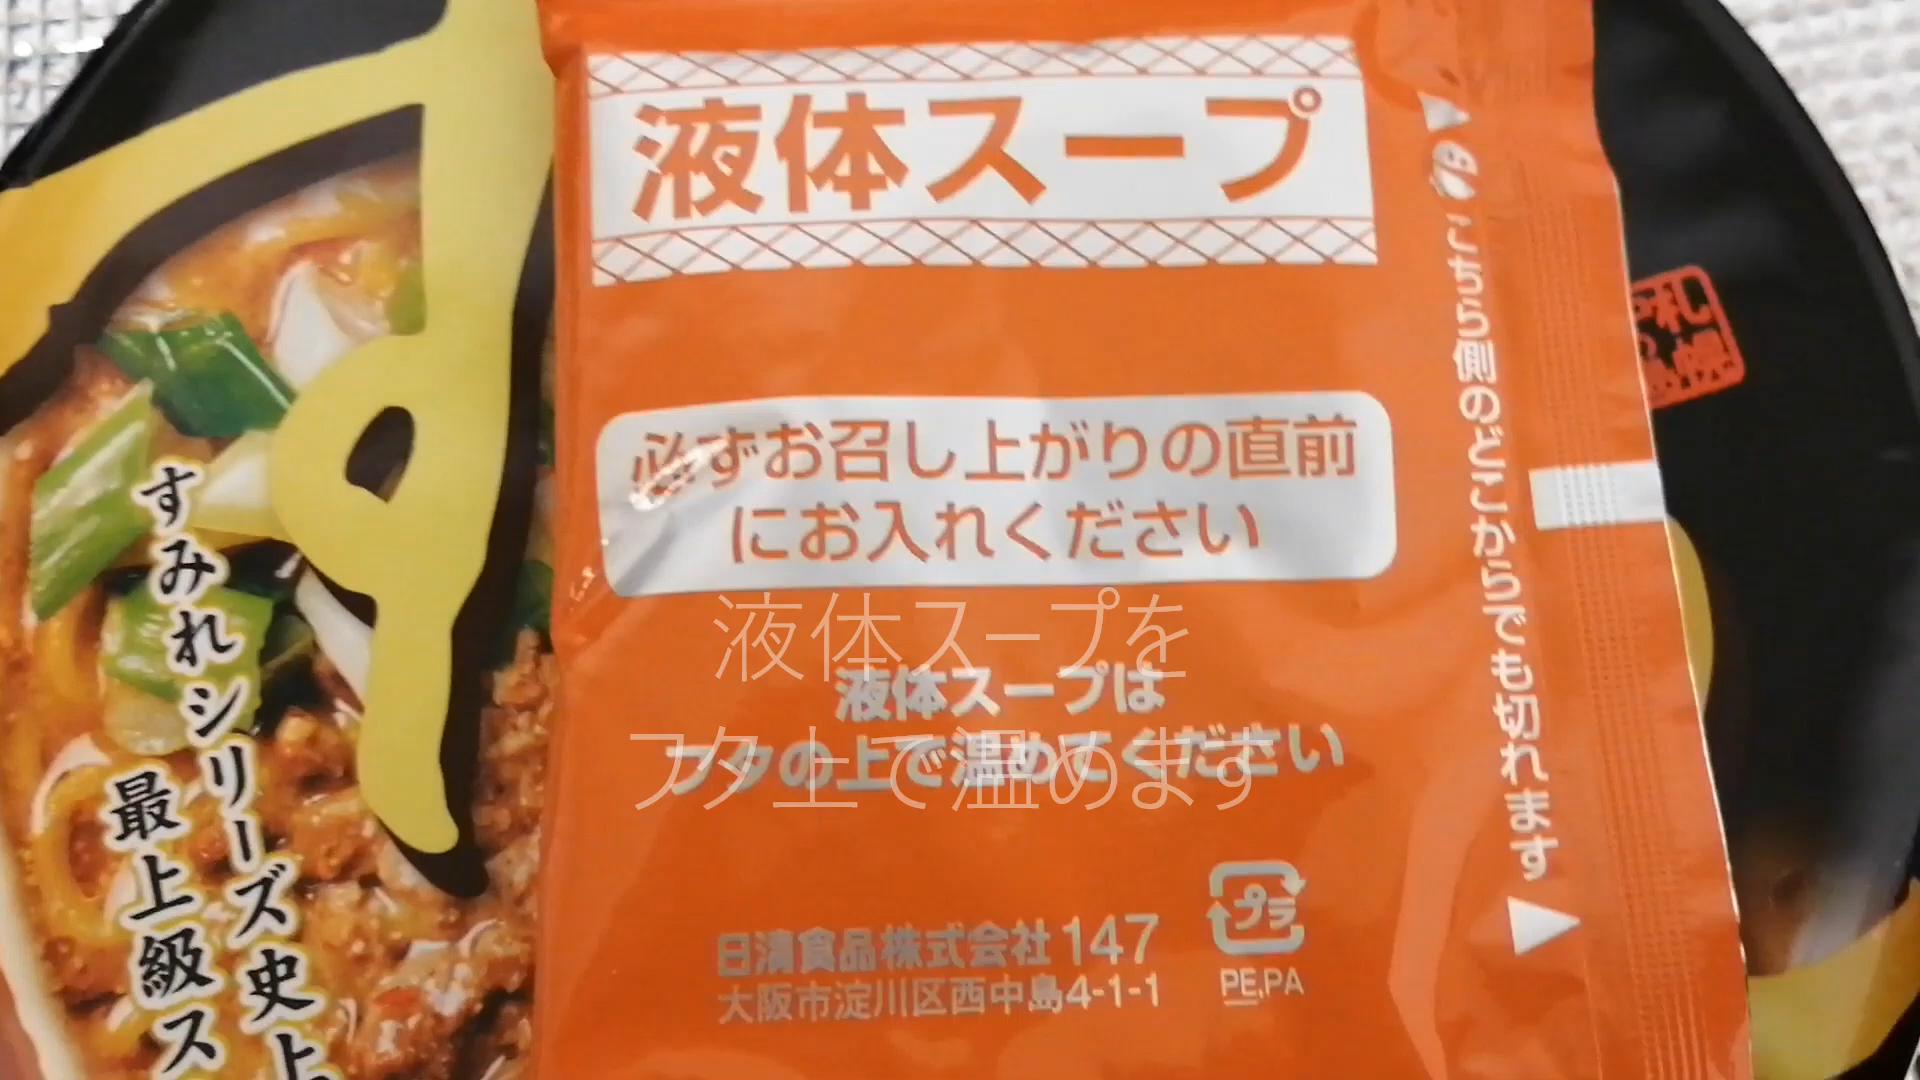 液体スープ
必ずお召し上がりの直前
にお入れください
液体スープを
フタ上で温めます
液体スープは
フタの上で温めてください
日清食品株式会社147
大阪市淀川区西中島4-1-1
プラ
PE,PA
こちら側のどこからでも切れます
すみれシリーズ史上
最上級ス
札幌